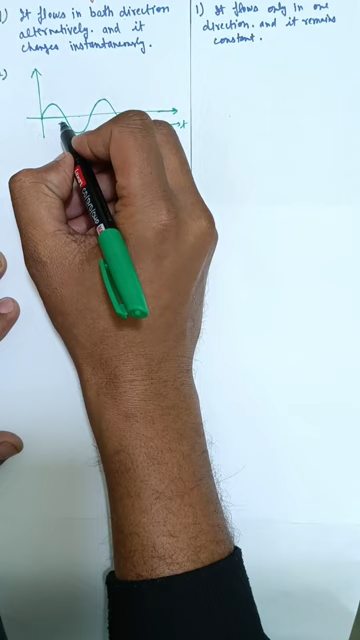 1) It flows in both direction
alternatively. and it
changes instantaneously.
1) It flows only in one
direction. and it remains
constant.
)
t